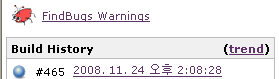 FindBugs Warnings
Build History (trend)
#465 2008. 11. 24 오후 2:08:28